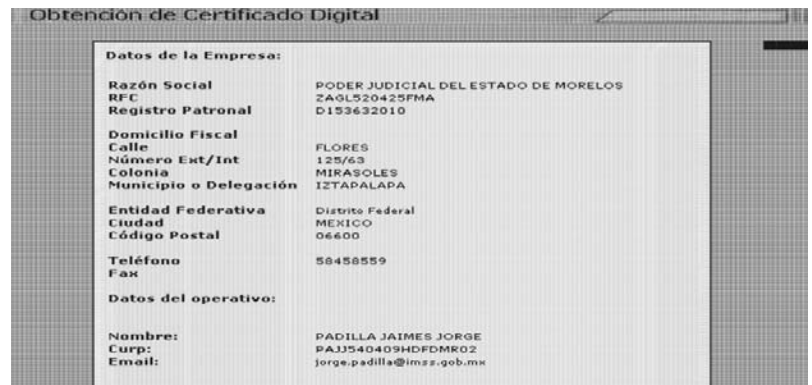 Obtención de Certificado Digital
Datos de la Empresa:
Razón Social PODER JUDICIAL DEL ESTADO DE MORELOS
RFC ZAGL520425FMA
Registro Patronal D153632010
Domicilio Fiscal
Calle FLORES
Número Ext/Int 125/63
Colonia MIRASOLES
Municipio o Delegación IZTAPALAPA
Entidad Federativa Distrito Federal
Ciudad MEXICO
Código Postal 06600
Teléfono 58458559
Fax
Datos del operativo:
Nombre: PADILLA JAIMES JORGE
Curp: PAJJ540409HDFDMR02
Email: jorge.padilla@imss.gob.mx